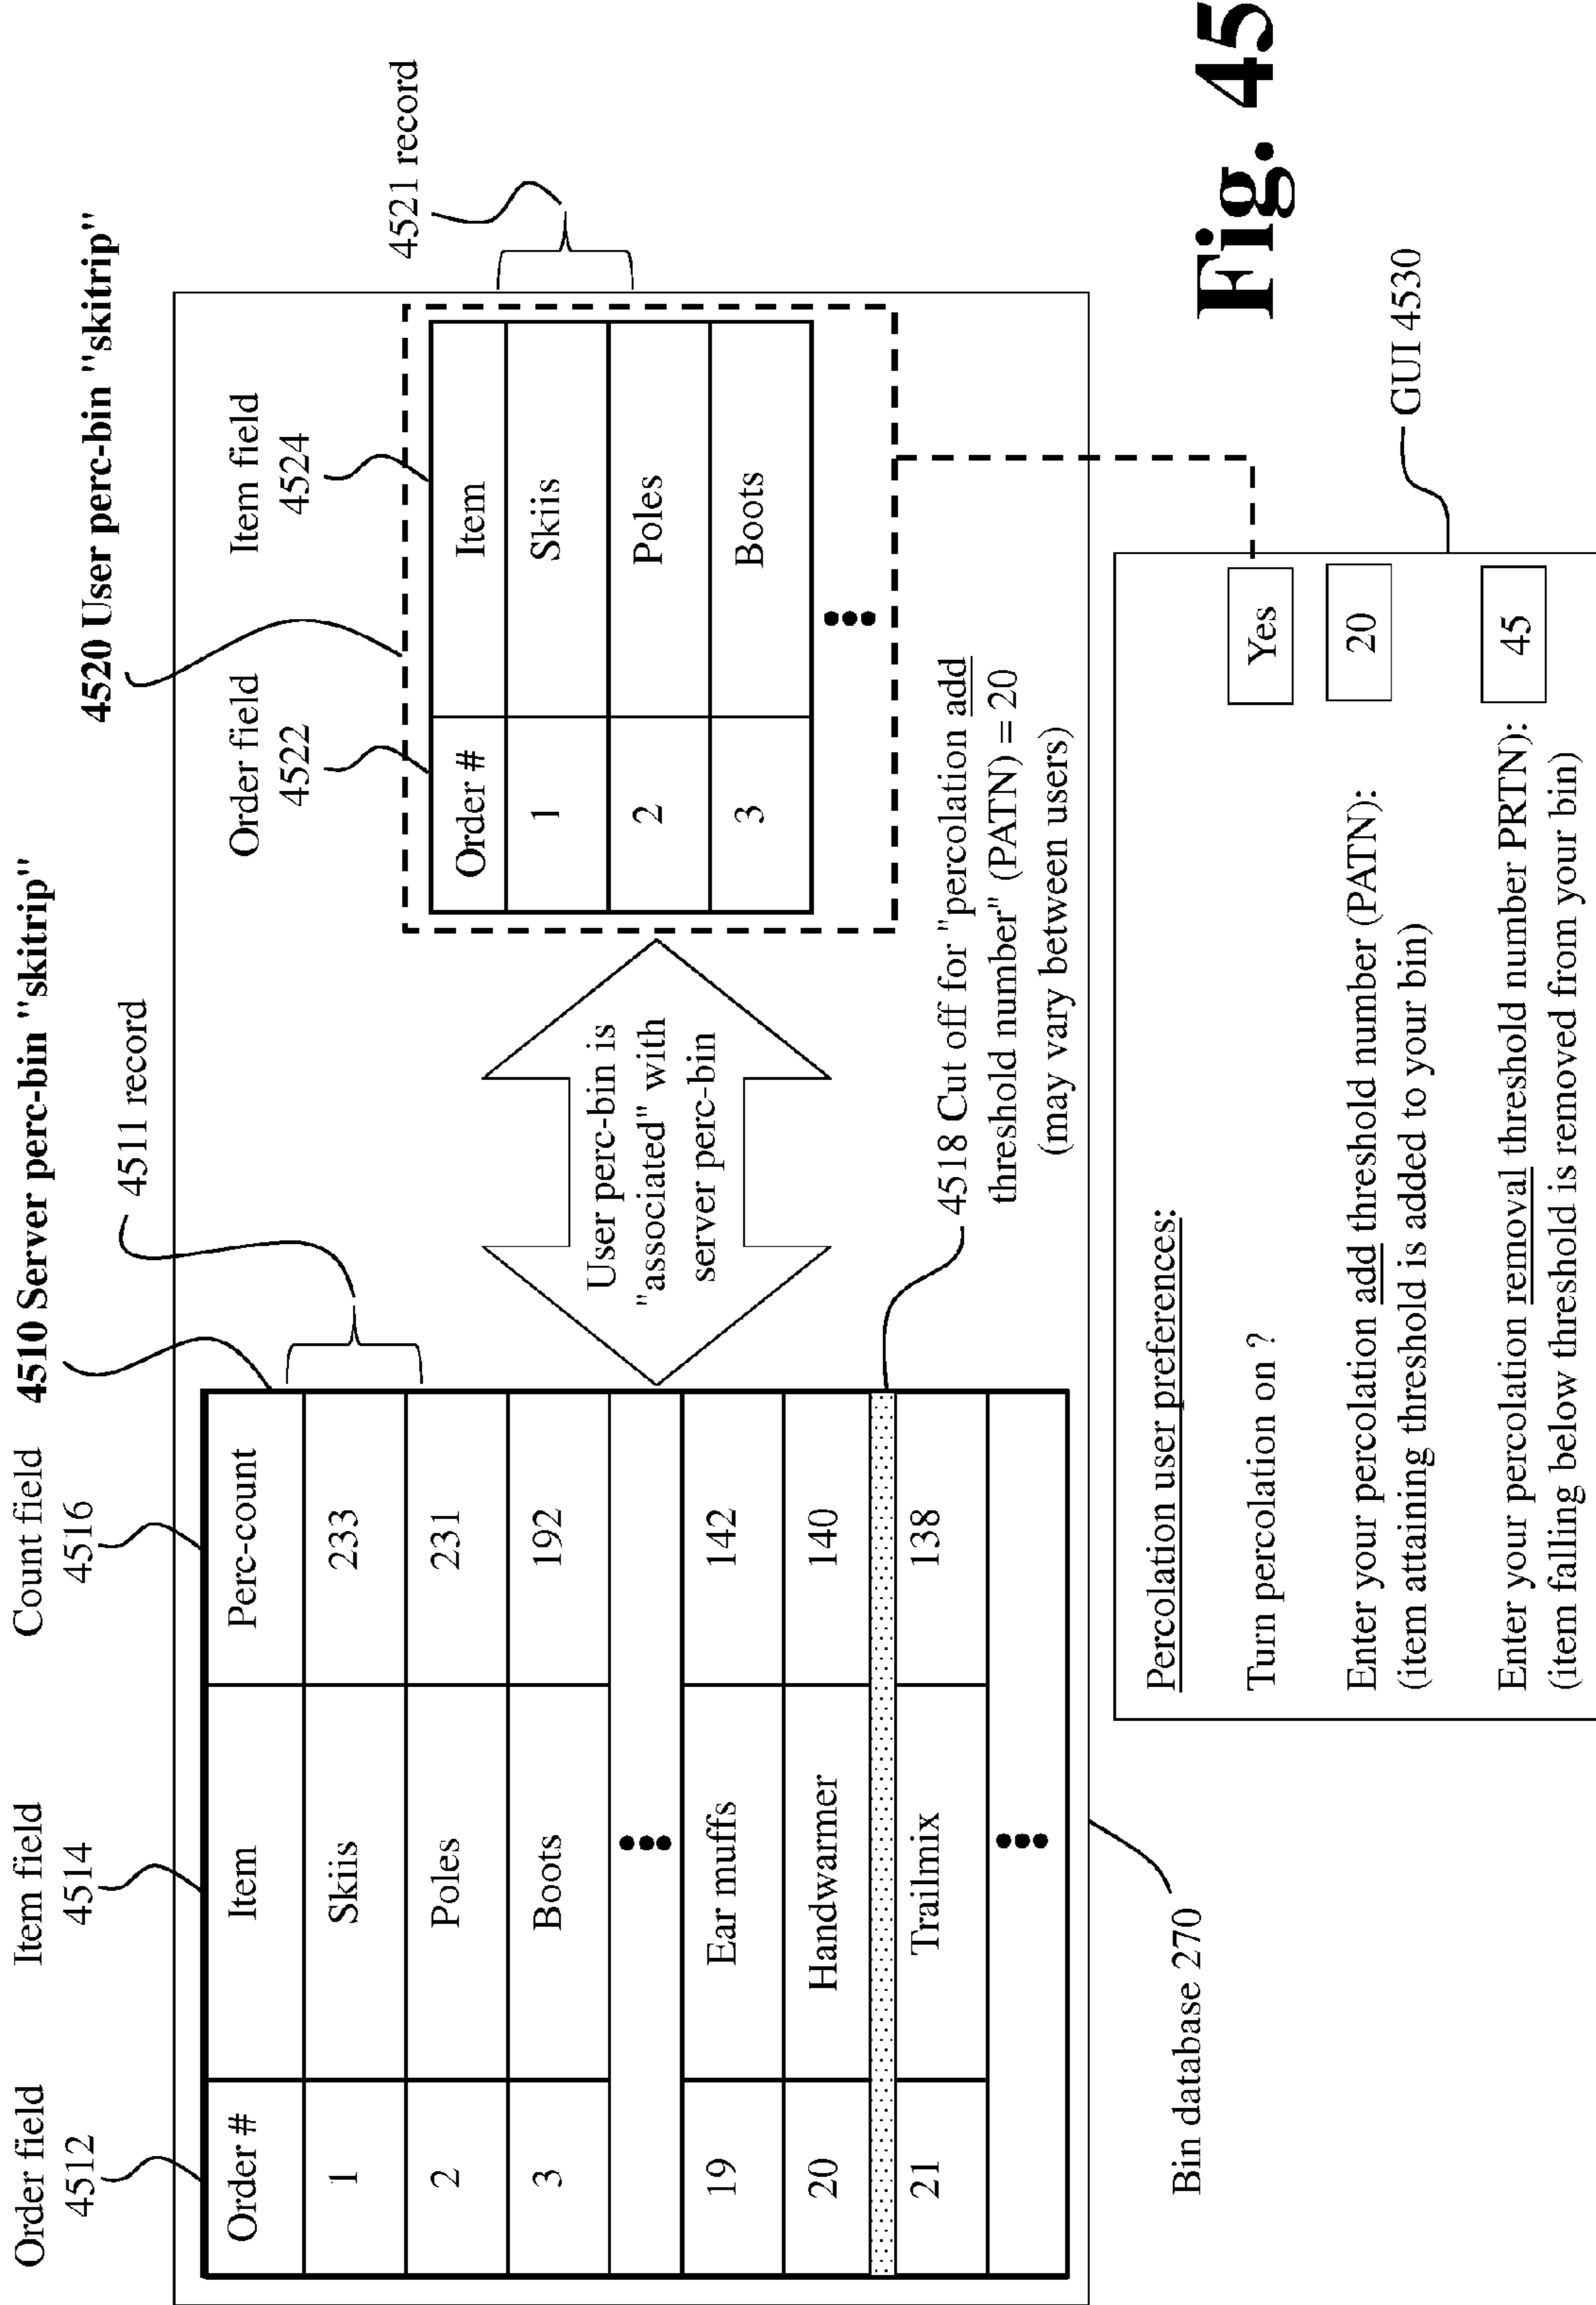 4510 Server perc-bin "skitrip"
Order field
4512
Item field
4514
Count field
4516
4511 record
Order #	Item	Perc-count
1	Skiis	233
2	Poles	231
3	Boots	192
19	Ear muffs	142
20	Handwarmer	140
21	Trailmix	138
User perc-bin is
"associated" with
server perc-bin
4520 User perc-bin "skitrip"
Order field
4522
Item field
4524
4521 record
Order #	Item
1	Skiis
2	Poles
3	Boots
4518 Cut off for "percolation add
threshold number" (PATN) = 20
(may vary between users)
Bin database 270
Percolation user preferences:
Turn percolation on ?	Yes
Enter your percolation add threshold number (PATN):	20
(item attaining threshold is added to your bin)
Enter your percolation removal threshold number PRTN):	45
(item falling below threshold is removed from your bin)
GUI 4530
Fig. 45